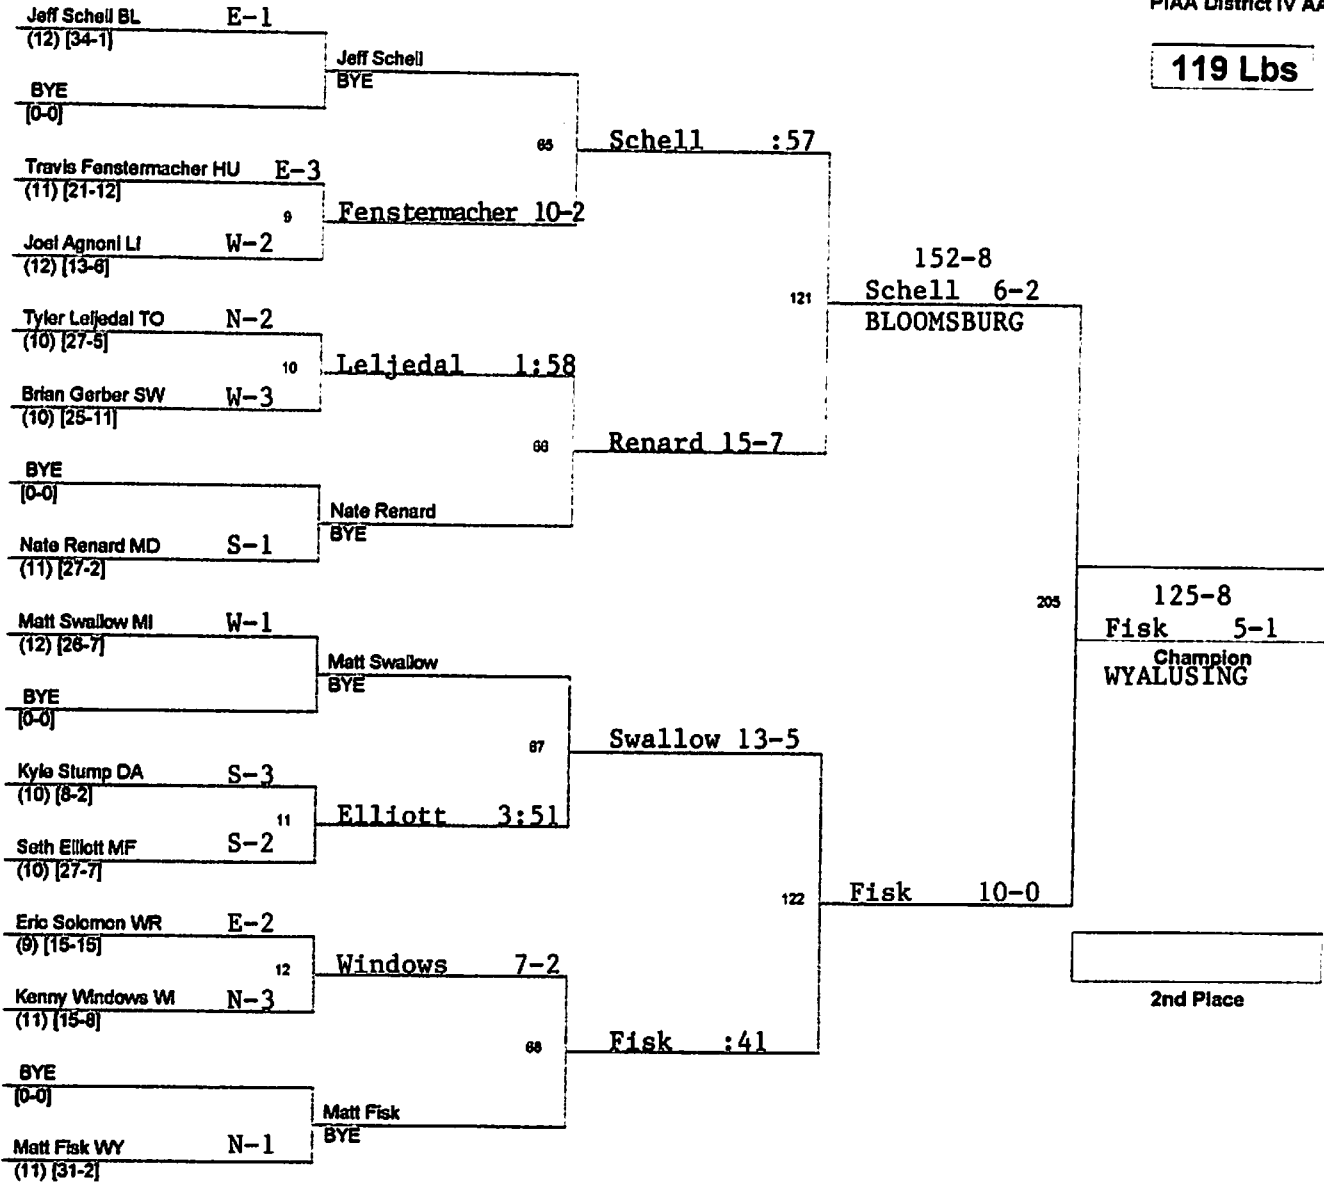 PIAA District IV AA
119 Lbs
Jeff Schell BL E-1
(12) [34-1]
BYE
[0-0]
Travis Fenstermacher HU E-3
(11) [21-12]
Joel Agnoni LI W-2
(12) [13-6]
Tyler Leljedal TO N-2
(10) [27-5]
Brian Gerber SW W-3
(10) [25-11]
BYE
[0-0]
Nate Renard MD S-1
(11) [27-2]
Matt Swallow MI W-1
(12) [26-7]
BYE
[0-0]
Kyle Stump DA S-3
(10) [8-2]
Seth Elliott MF S-2
(10) [27-7]
Eric Solomon WR E-2
(9) [15-15]
Kenny Windows WI N-3
(11) [15-8]
BYE
[0-0]
Matt Fisk WY N-1
(11) [31-2]
Jeff Schell
BYE
9 Fenstermacher 10-2
10 Leljedal 1:58
Nate Renard
BYE
Matt Swallow
BYE
11 Elliott 3:51
12 Windows 7-2
Matt Fisk
BYE
65 Schell :57
66 Renard 15-7
67 Swallow 13-5
68 Fisk :41
152-8
121 Schell 6-2
BLOOMSBURG
122 Fisk 10-0
205
125-8
Fisk 5-1
Champion
WYALUSING
2nd Place